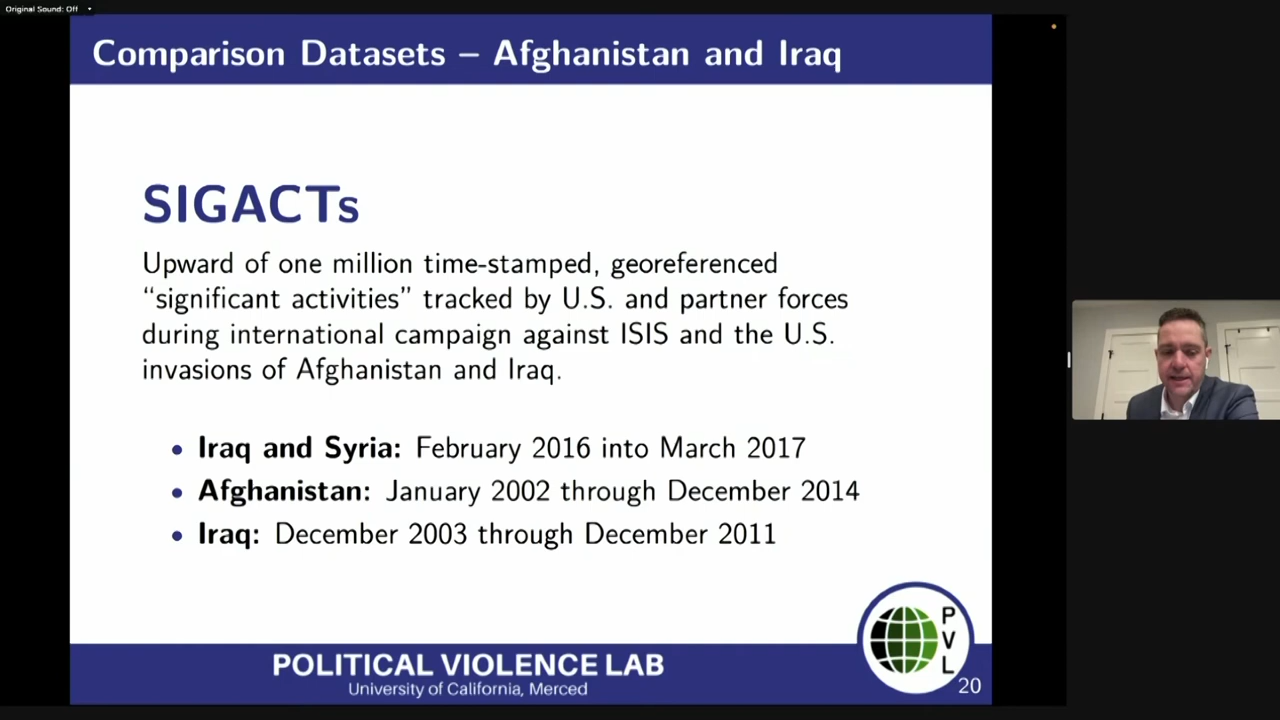 Original Sound: Off
Comparison Datasets – Afghanistan and Iraq
SIGACTs
Upward of one million time-stamped, georeferenced
“significant activities” tracked by U.S. and partner forces
during international campaign against ISIS and the U.S.
invasions of Afghanistan and Iraq.
• Iraq and Syria: February 2016 into March 2017
• Afghanistan: January 2002 through December 2014
• Iraq: December 2003 through December 2011
PVL
POLITICAL VIOLENCE LAB
University of California, Merced
20